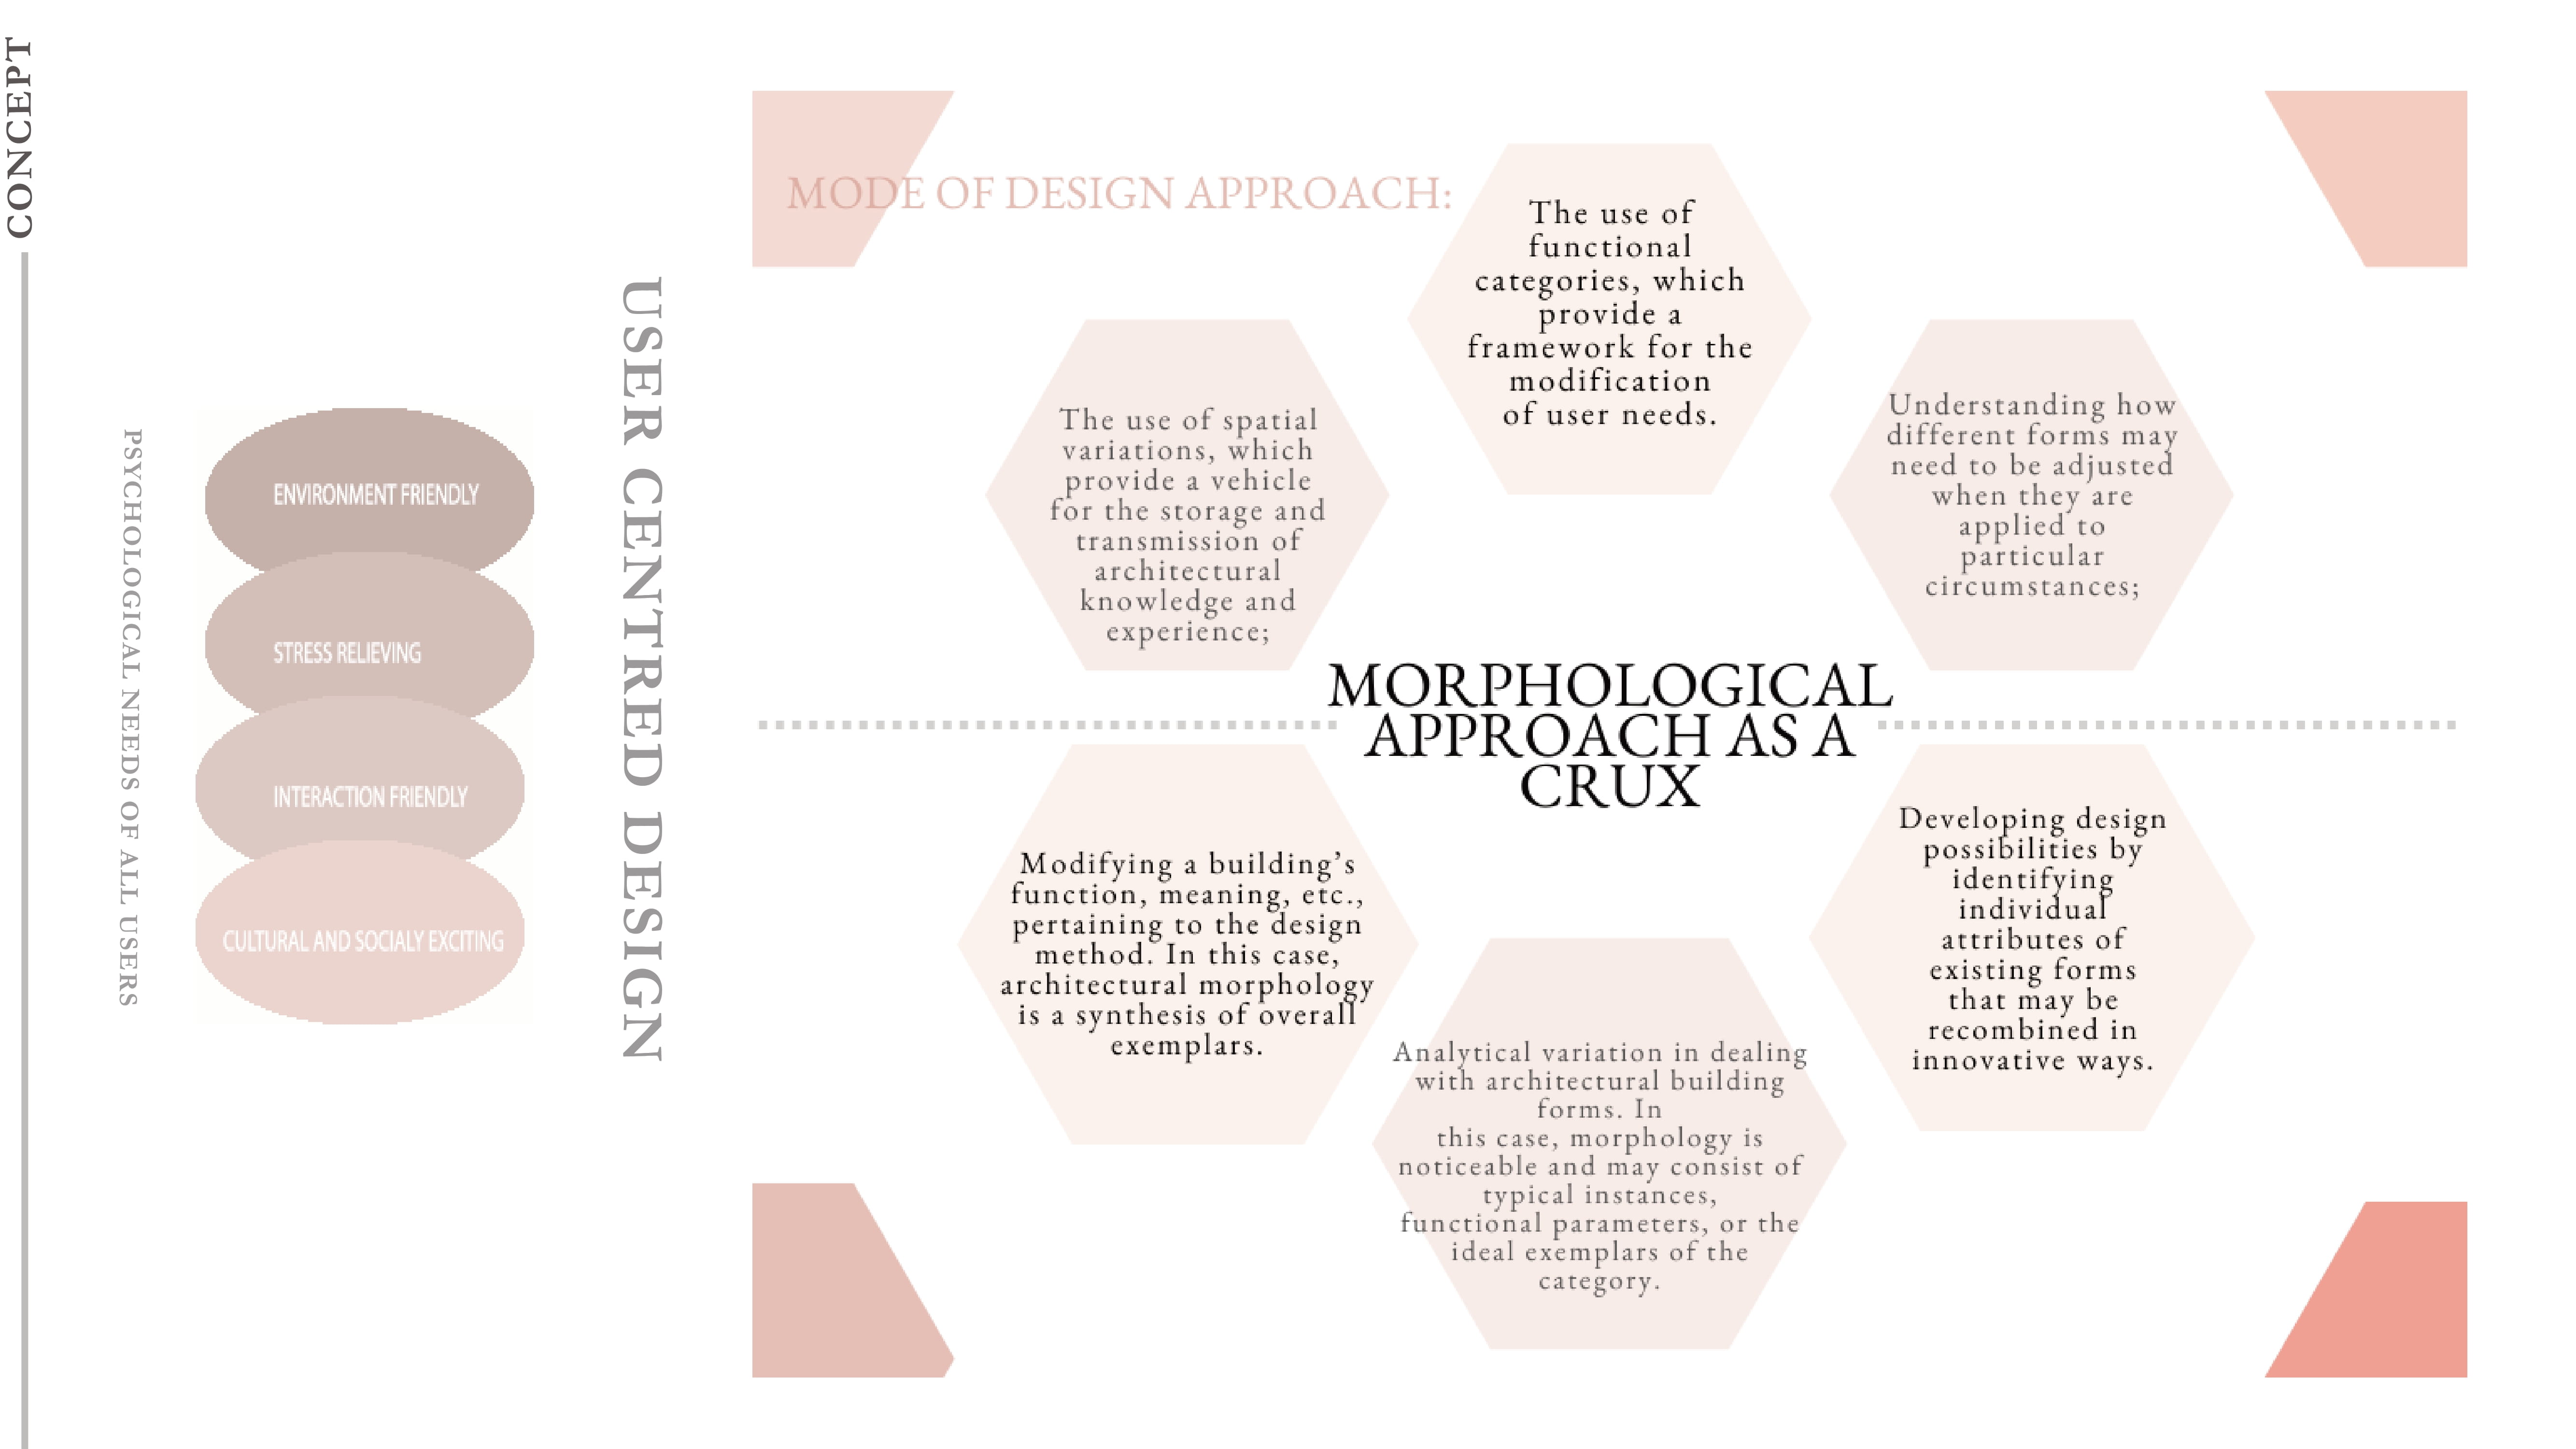 CONCEPT
PSYCHOLOGICAL NEEDS OF ALL USERS
ENVIRONMENT FRIENDLY
STRESS RELIEVING
INTERACTION FRIENDLY
CULTURAL AND SOCIALY EXCITING
USER CENTRED DESIGN
MODE OF DESIGN APPROACH:
The use of
functional
categories, which
provide a
framework for the
modification
of user needs.
The use of spatial
variations, which
provide a vehicle
for the storage and
transmission of
architectural
knowledge and
experience;
Understanding how
different forms may
need to be adjusted
when they are
applied to
particular
circumstances;
MORPHOLOGICAL
APPROACH AS A
CRUX
Modifying a building’s
function, meaning, etc.,
pertaining to the design
method. In this case,
architectural morphology
is a synthesis of overall
exemplars.
Analytical variation in dealing
with architectural building
forms. In
this case, morphology is
noticeable and may consist of
typical instances,
functional parameters, or the
ideal exemplars of the
category.
Developing design
possibilities by
identifying
individual
attributes of
existing forms
that may be
recombined in
innovative ways.